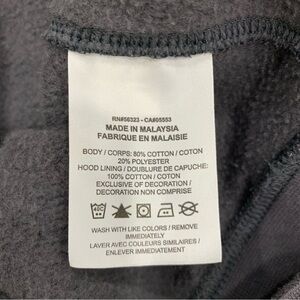 RN#56323 - CA#05553
MADE IN MALAYSIA
FABRIQUE EN MALAISIE
BODY / CORPS: 80% COTTON / COTON
20% POLYESTER
HOOD LINING / DOUBLURE DE CAPUCHE:
100% COTTON / COTON
EXCLUSIVE OF DECORATION /
DECORATION NON COMPRISE
WASH WITH LIKE COLORS / REMOVE
IMMEDIATELY
LAVER AVEC COULEURS SIMILAIRES /
ENLEVER IMMEDIATEMENT